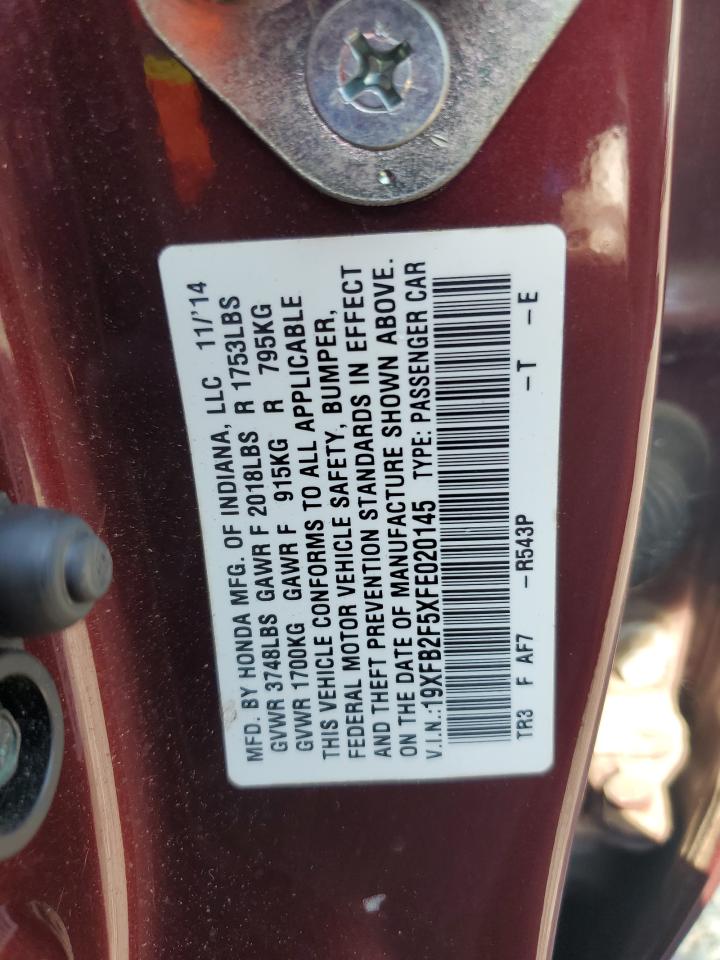 MFD. BY HONDA MFG. OF INDIANA, LLC 11/'14
GVWR 3748LBS GAWR F 2018LBS R 1753LBS
GVWR 1700KG GAWR F 915KG R 795KG
THIS VEHICLE CONFORMS TO ALL APPLICABLE
FEDERAL MOTOR VEHICLE SAFETY, BUMPER,
AND THEFT PREVENTION STANDARDS IN EFFECT
ON THE DATE OF MANUFACTURE SHOWN ABOVE.
V.I.N.:19XFB2F5XFE020145 TYPE: PASSENGER CAR
TR3 F AF7 -R543P -T -E